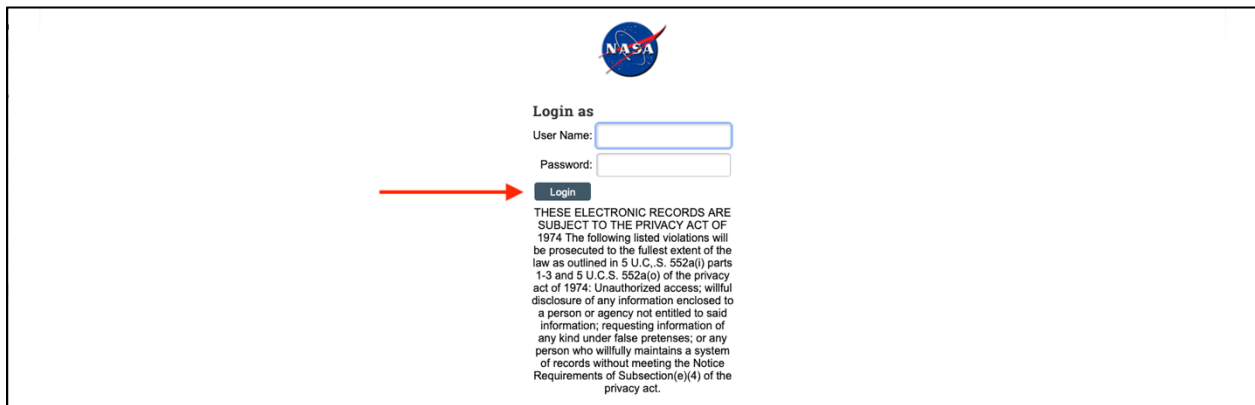 NASA
Login as
User Name:
Password:
Login
THESE ELECTRONIC RECORDS ARE
SUBJECT TO THE PRIVACY ACT OF
1974 The following listed violations will
be prosecuted to the fullest extent of the
law as outlined in 5 U.C,.S. 552a(i) parts
1-3 and 5 U.C.S. 552a(o) of the privacy
act of 1974: Unauthorized access; willful
disclosure of any information enclosed to
a person or agency not entitled to said
information; requesting information of
any kind under false pretenses; or any
person who willfully maintains a system
of records without meeting the Notice
Requirements of Subsection(e)(4) of the
privacy act.